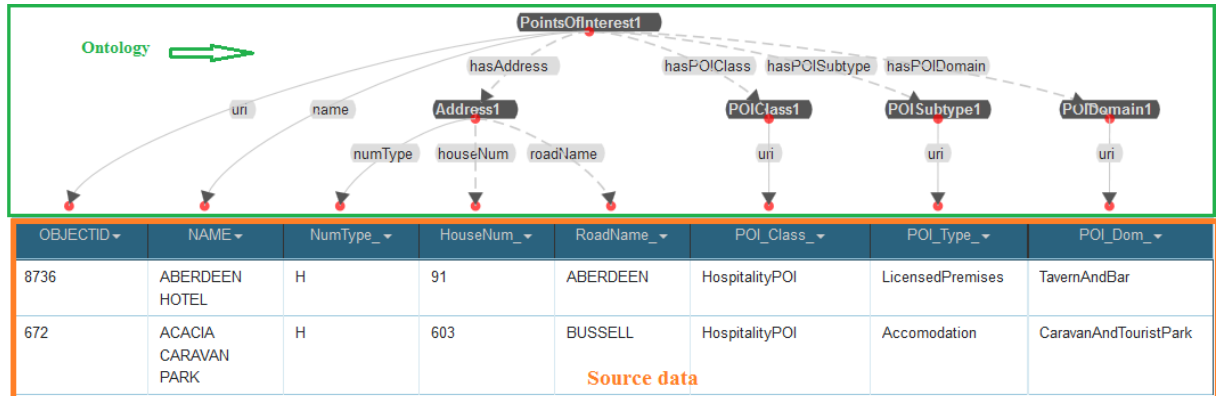 PointsOfInterest1
Ontology
hasAddress hasPOIClass hasPOISubtype hasPOIDomain
uri name Address1 POIClass1 POISubtype1 POIDomain1
numType houseNum roadName uri uri uri
OBJECTID NAME NumType_ HouseNum_ RoadName_ POI_Class_ POI_Type_ POI_Dom_
8736 ABERDEEN H 91 ABERDEEN HospitalityPOI LicensedPremises TavernAndBar
HOTEL
672 ACACIA H 603 BUSSELL HospitalityPOI Accomodation CaravanAndTouristPark
CARAVAN
PARK
Source data